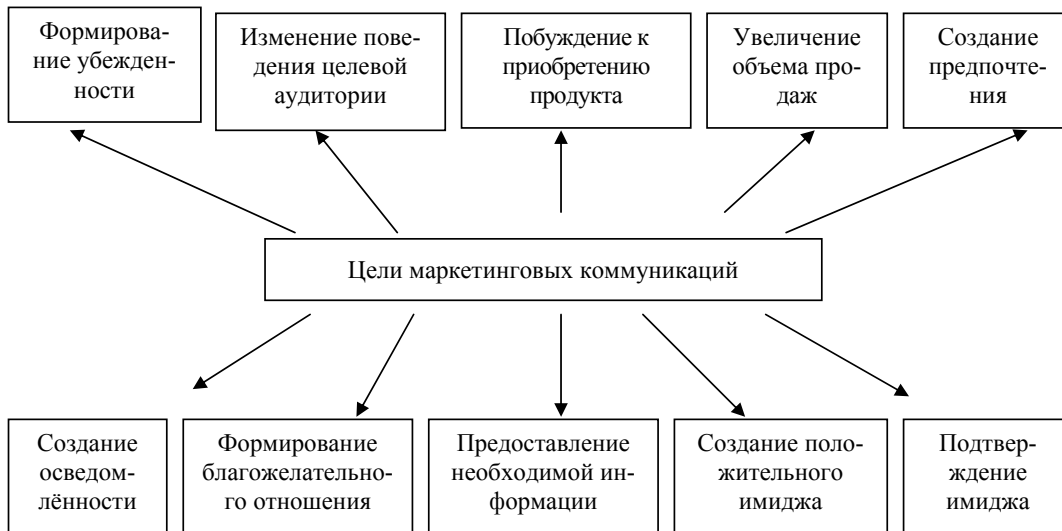 Формирова-
ние убежден-
ности
Изменение пове-
дения целевой
аудитории
Побуждение к
приобретению
продукта
Увеличение
объема про-
даж
Создание
предпочте-
ния
Цели маркетинговых коммуникаций
Создание
осведом-
лённости
Формирование
благожелательно-
го отношения
Предоставление
необходимой ин-
формации
Создание поло-
жительного
имиджа
Подтвер-
ждение
имиджа